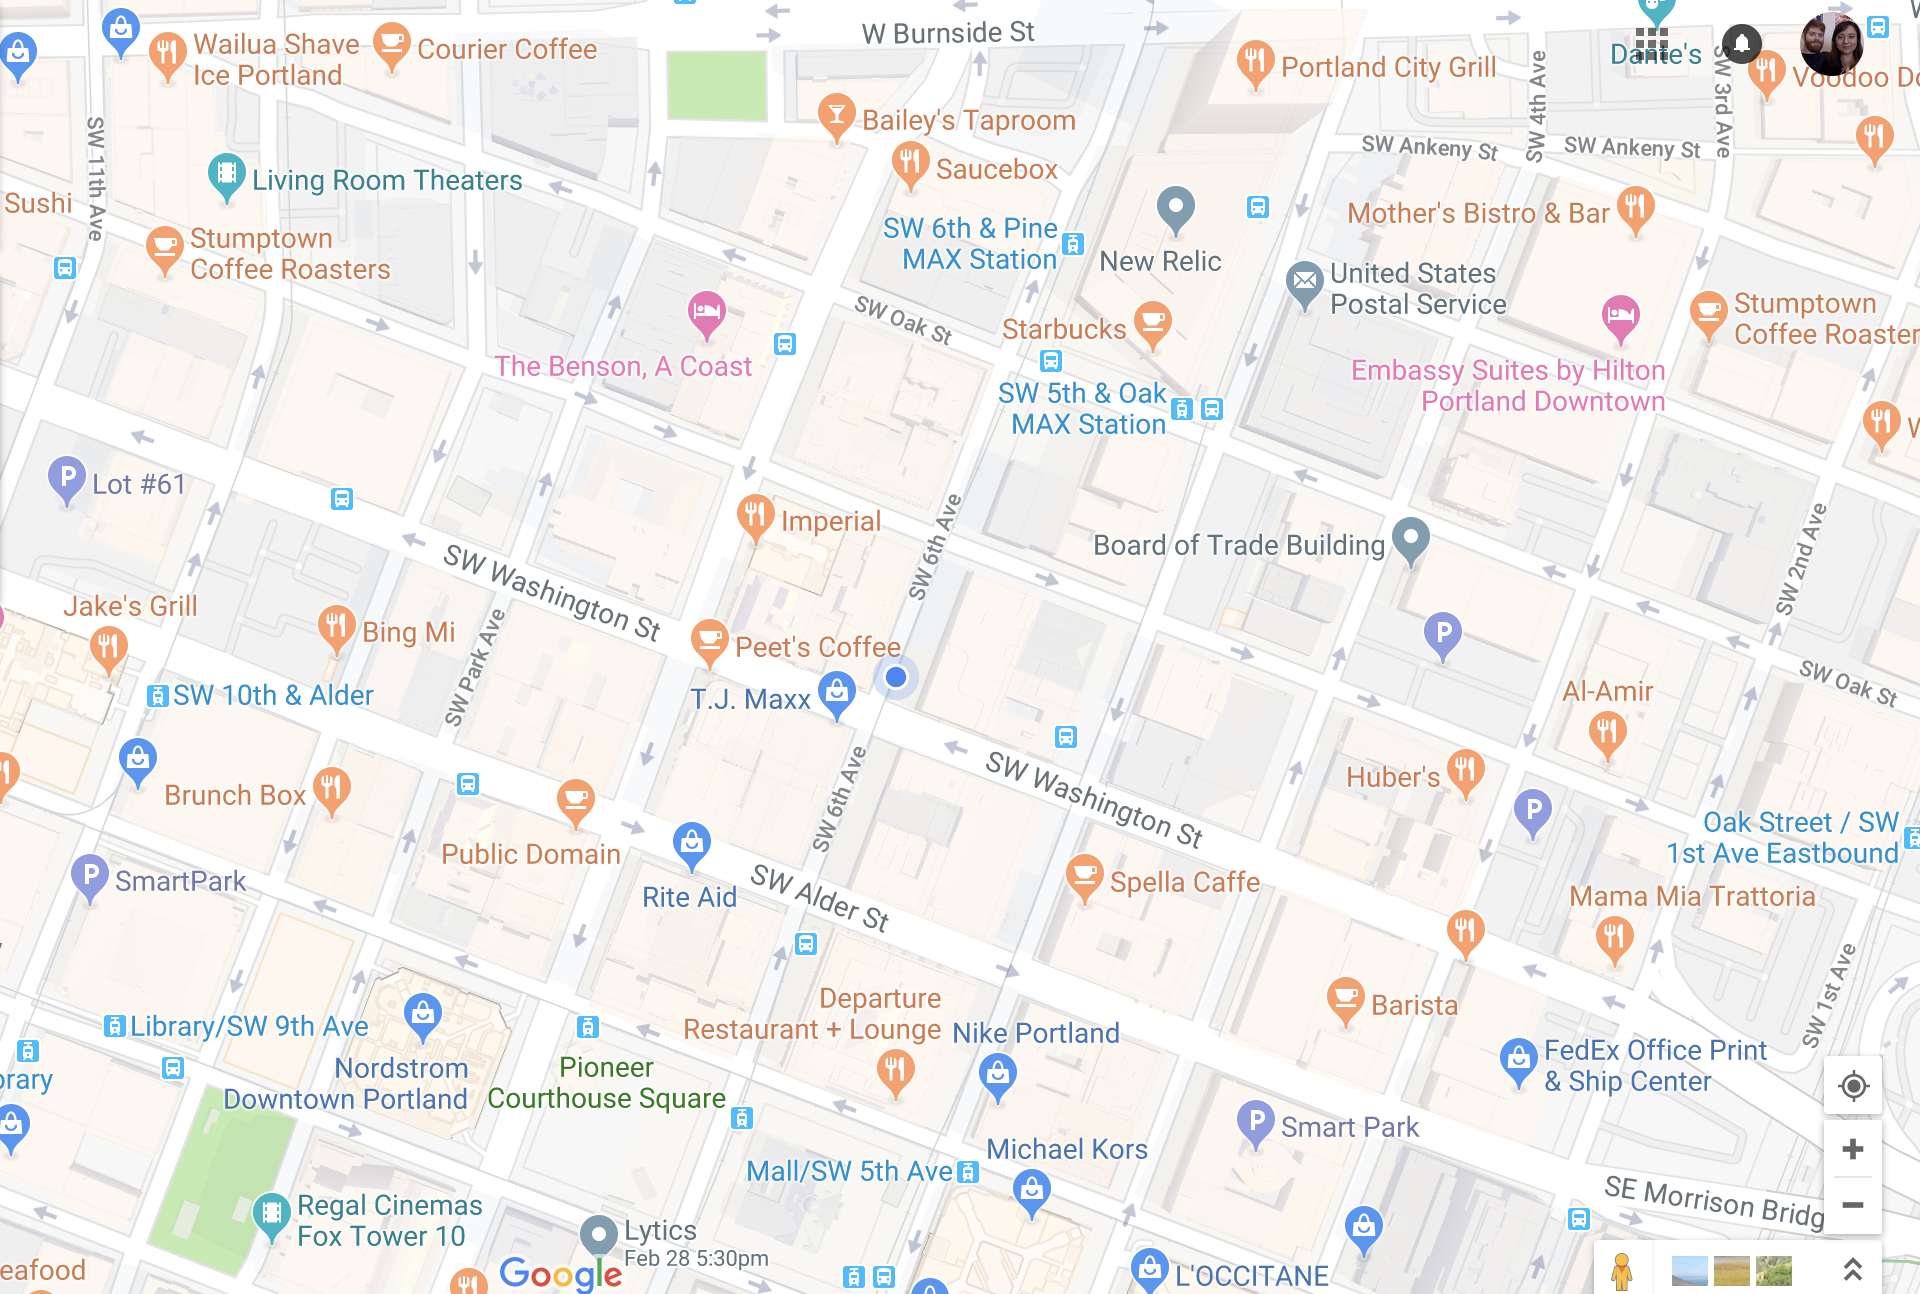 W Burnside St
Wailua Shave
Ice Portland
Courier Coffee
Portland City Grill
Dante's
SW 4th Ave
SW 3rd Ave
Voodoo Do
SW 11th Ave
Bailey's Taproom
Saucebox
SW Ankeny St
SW Ankeny St
Living Room Theaters
Sushi
Stumptown
Coffee Roasters
SW 6th & Pine
MAX Station
New Relic
Mother's Bistro & Bar
United States
Postal Service
Stumptown
Coffee Roaster
SW Oak St
Starbucks
The Benson, A Coast
SW 5th & Oak
MAX Station
Embassy Suites by Hilton
Portland Downtown
P
Lot #61
Imperial
SW 6th Ave
Board of Trade Building
SW 2nd Ave
W
SW Washington St
Jake's Grill
Bing Mi
SW Park Ave
Peet's Coffee
P
SW 10th & Alder
T.J. Maxx
Al-Amir
SW Oak St
SW Washington St
SW 6th Ave
Huber's
Brunch Box
P
Public Domain
Oak Street / SW
1st Ave Eastbound
P
SmartPark
Rite Aid
SW Alder St
Spella Caffe
Mama Mia Trattoria
SW 1st Ave
Departure
Restaurant + Lounge
Barista
Library/SW 9th Ave
Nike Portland
Nordstrom
Downtown Portland
Pioneer
Courthouse Square
FedEx Office Print
& Ship Center
brary
P
Smart Park
Michael Kors
Mall/SW 5th Ave
SE Morrison Bridg
Regal Cinemas
Fox Tower 10
Lytics
Feb 28 5:30pm
eafood
Google
L'OCCITANE